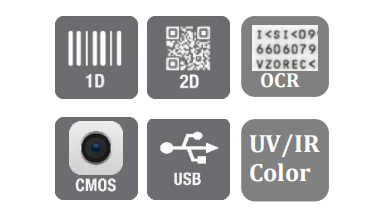 1D
2D
I<SI<09
6606079
VZOREC<
OCR
CMOS
USB
UV/IR
Color